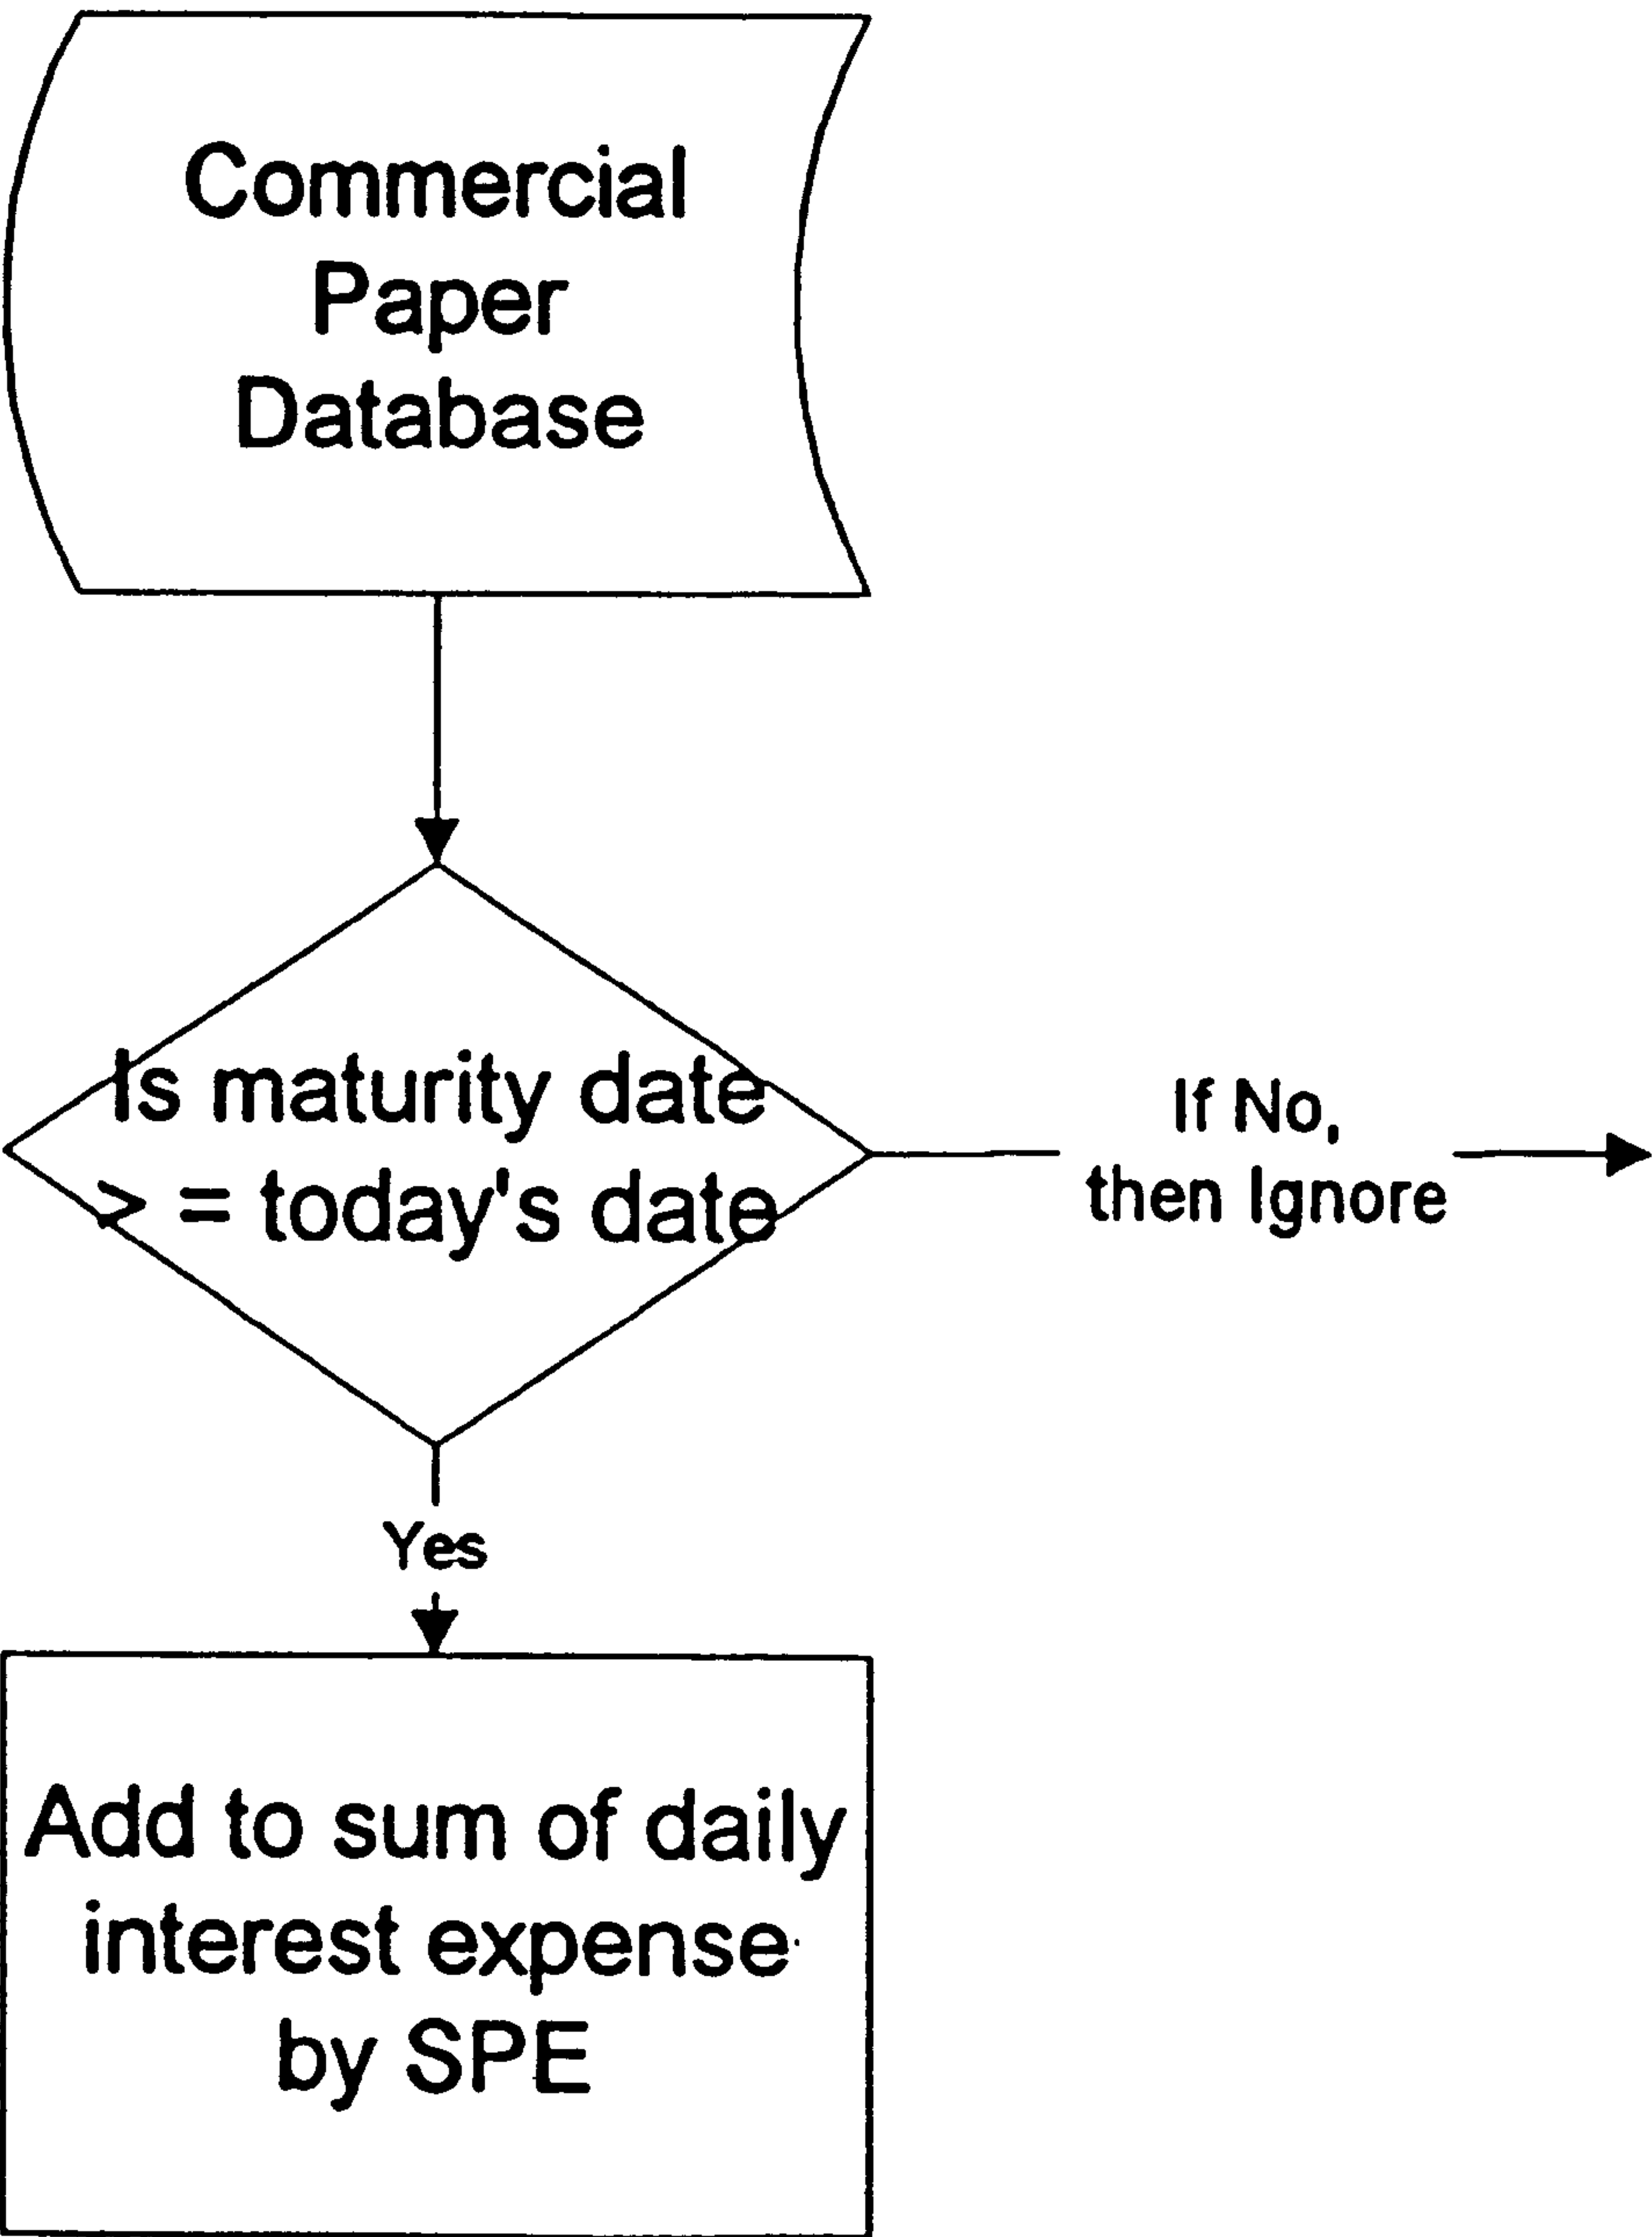 Commercial
Paper
Database
Is maturity date
> = today's date
If No,
then Ignore
Yes
Add to sum of daily
interest expense
by SPE